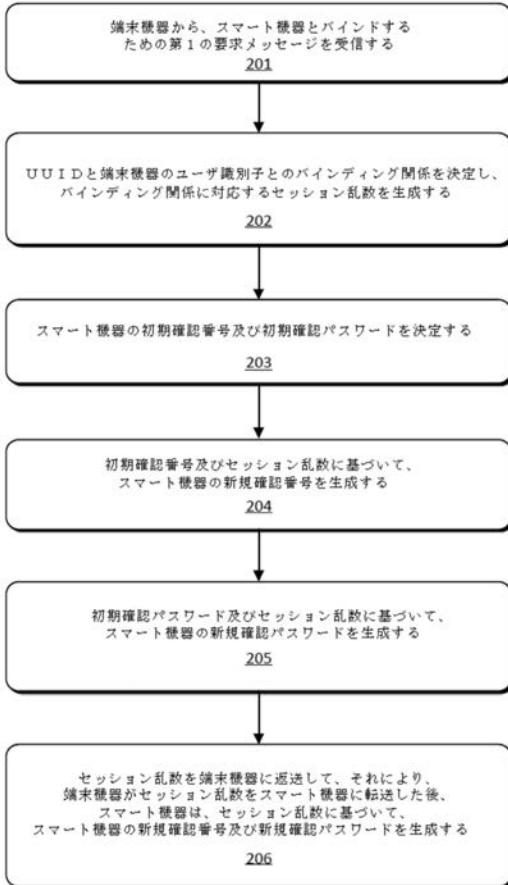 端末機器から、スマート機器とバインドする
ための第１の要求メッセージを受信する
201
ＵＵＩＤと端末機器のユーザ識別子とのバインディング関係を決定し、
バインディング関係に対応するセッション乱数を生成する
202
スマート機器の初期確認番号及び初期確認パスワードを決定する
203
初期確認番号及びセッション乱数に基づいて、
スマート機器の新規確認番号を生成する
204
初期確認パスワード及びセッション乱数に基づいて、
スマート機器の新規確認パスワードを生成する
205
セッション乱数を端末機器に返送して、それにより、
端末機器がセッション乱数をスマート機器に転送した後、
スマート機器は、セッション乱数に基づいて、
スマート機器の新規確認番号及び新規確認パスワードを生成する
206